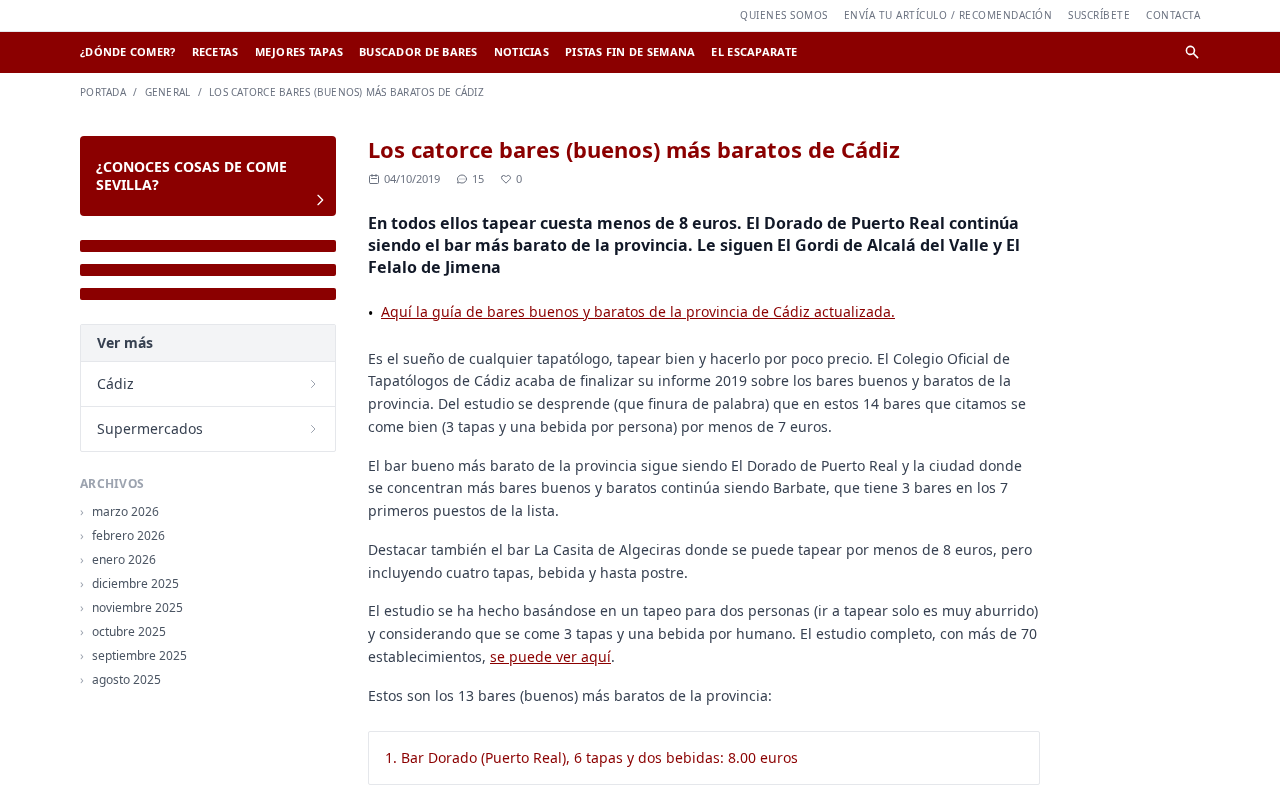 QUIENES SOMOS ENVÍA TU ARTÍCULO / RECOMENDACIÓN SUSCRÍBETE CONTACTA
¿DÓNDE COMER? RECETAS MEJORES TAPAS BUSCADOR DE BARES NOTICIAS PISTAS FIN DE SEMANA EL ESCAPARATE
PORTADA / GENERAL / LOS CATORCE BARES (BUENOS) MÁS BARATOS DE CÁDIZ
¿CONOCES COSAS DE COME
SEVILLA?
Ver más
Cádiz
Supermercados
ARCHIVOS
› marzo 2026
› febrero 2026
› enero 2026
› diciembre 2025
› noviembre 2025
› octubre 2025
› septiembre 2025
› agosto 2025
Los catorce bares (buenos) más baratos de Cádiz
04/10/2019 15 0
En todos ellos tapear cuesta menos de 8 euros. El Dorado de Puerto Real continúa
siendo el bar más barato de la provincia. Le siguen El Gordi de Alcalá del Valle y El
Felalo de Jimena
• Aquí la guía de bares buenos y baratos de la provincia de Cádiz actualizada.
Es el sueño de cualquier tapatólogo, tapear bien y hacerlo por poco precio. El Colegio Oficial de
Tapatólogos de Cádiz acaba de finalizar su informe 2019 sobre los bares buenos y baratos de la
provincia. Del estudio se desprende (que finura de palabra) que en estos 14 bares que citamos se
come bien (3 tapas y una bebida por persona) por menos de 7 euros.
El bar bueno más barato de la provincia sigue siendo El Dorado de Puerto Real y la ciudad donde
se concentran más bares buenos y baratos continúa siendo Barbate, que tiene 3 bares en los 7
primeros puestos de la lista.
Destacar también el bar La Casita de Algeciras donde se puede tapear por menos de 8 euros, pero
incluyendo cuatro tapas, bebida y hasta postre.
El estudio se ha hecho basándose en un tapeo para dos personas (ir a tapear solo es muy aburrido)
y considerando que se come 3 tapas y una bebida por humano. El estudio completo, con más de 70
establecimientos, se puede ver aquí.
Estos son los 13 bares (buenos) más baratos de la provincia:
1. Bar Dorado (Puerto Real), 6 tapas y dos bebidas: 8.00 euros